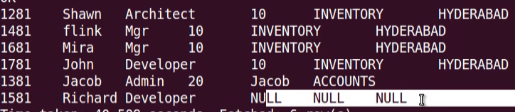 1281 Shawn Architect 10 INVENTORY HYDERABAD
1481 flink Mgr 10 INVENTORY HYDERABAD
1681 Mira Mgr 10 INVENTORY HYDERABAD
1781 John Developer 10 INVENTORY HYDERABAD
1381 Jacob Admin 20 Jacob ACCOUNTS
1581 Richard Developer NULL NULL NULL